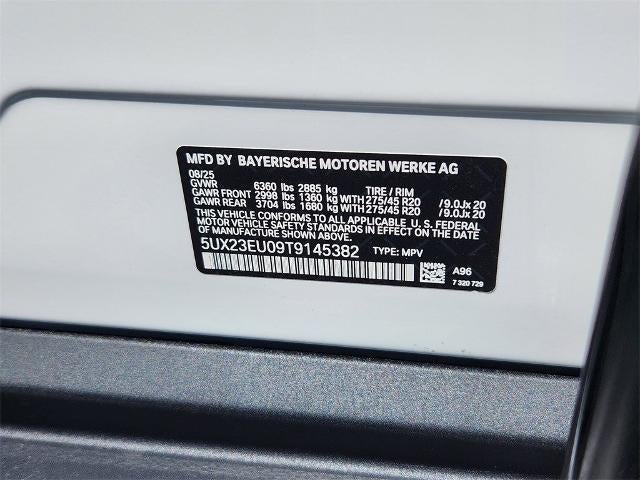 MFD BY BAYERISCHE MOTOREN WERKE AG
08/25
GVWR 6360 lbs 2885 kg TIRE / RIM
GAWR FRONT 2998 lbs 1360 kg WITH 275/45 R20 /9.0Jx 20
GAWR REAR 3704 lbs 1680 kg WITH 275/45 R20 /9.0Jx 20
THIS VEHICLE CONFORMS TO ALL APPLICABLE U.S. FEDERAL
MOTOR VEHICLE SAFETY STANDARDS IN EFFECT ON THE
DATE OF MANUFACTURE SHOWN ABOVE.
5UX23EU09T9145382 TYPE: MPV
A96
7 320 729